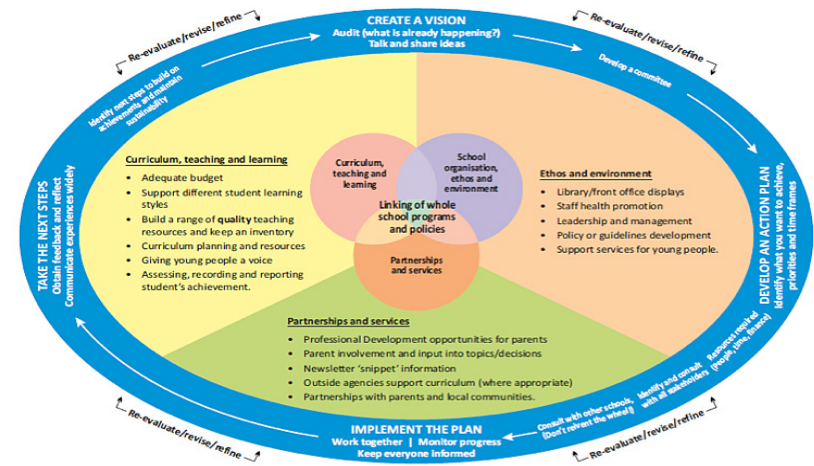 Re-evaluate/revise/refine
CREATE A VISION
Audit (what is already happening?)
Talk and share ideas
Re-evaluate/revise/refine
Develop a committee
Identify next steps to build on
achievements and maintain
sustainability
Curriculum, teaching and learning
• Adequate budget
• Support different student learning
styles
• Build a range of quality teaching
resources and keep an inventory
• Curriculum planning and resources
• Giving young people a voice
• Assessing, recording and reporting
student's achievement.
Curriculum,
teaching and
learning
School
organisation,
ethos and
environment
Linking of whole
school programs
and policies
Partnerships
and services
Ethos and environment
• Library/front office displays
• Staff health promotion
• Leadership and management
• Policy or guidelines development
• Support services for young people.
TAKE THE NEXT STEPS
Obtain feedback and reflect
Communicate experiences widely
DEVELOP AN ACTION PLAN
Identify what you want to achieve,
priorities and time frames
Partnerships and services
• Professional Development opportunities for parents
• Parent involvement and input into topics/decisions
• Newsletter 'snippet' information
• Outside agencies support curriculum (where appropriate)
• Partnerships with parents and local communities.
Resources required
(people, time, finance)
Identify and consult
with all stakeholders
Consult with other schools,
(Don't reivent the wheel!)
IMPLEMENT THE PLAN
Work together | Monitor progress
Keep everyone informed
Re-evaluate/revise/refine
Re-evaluate/revise/refine